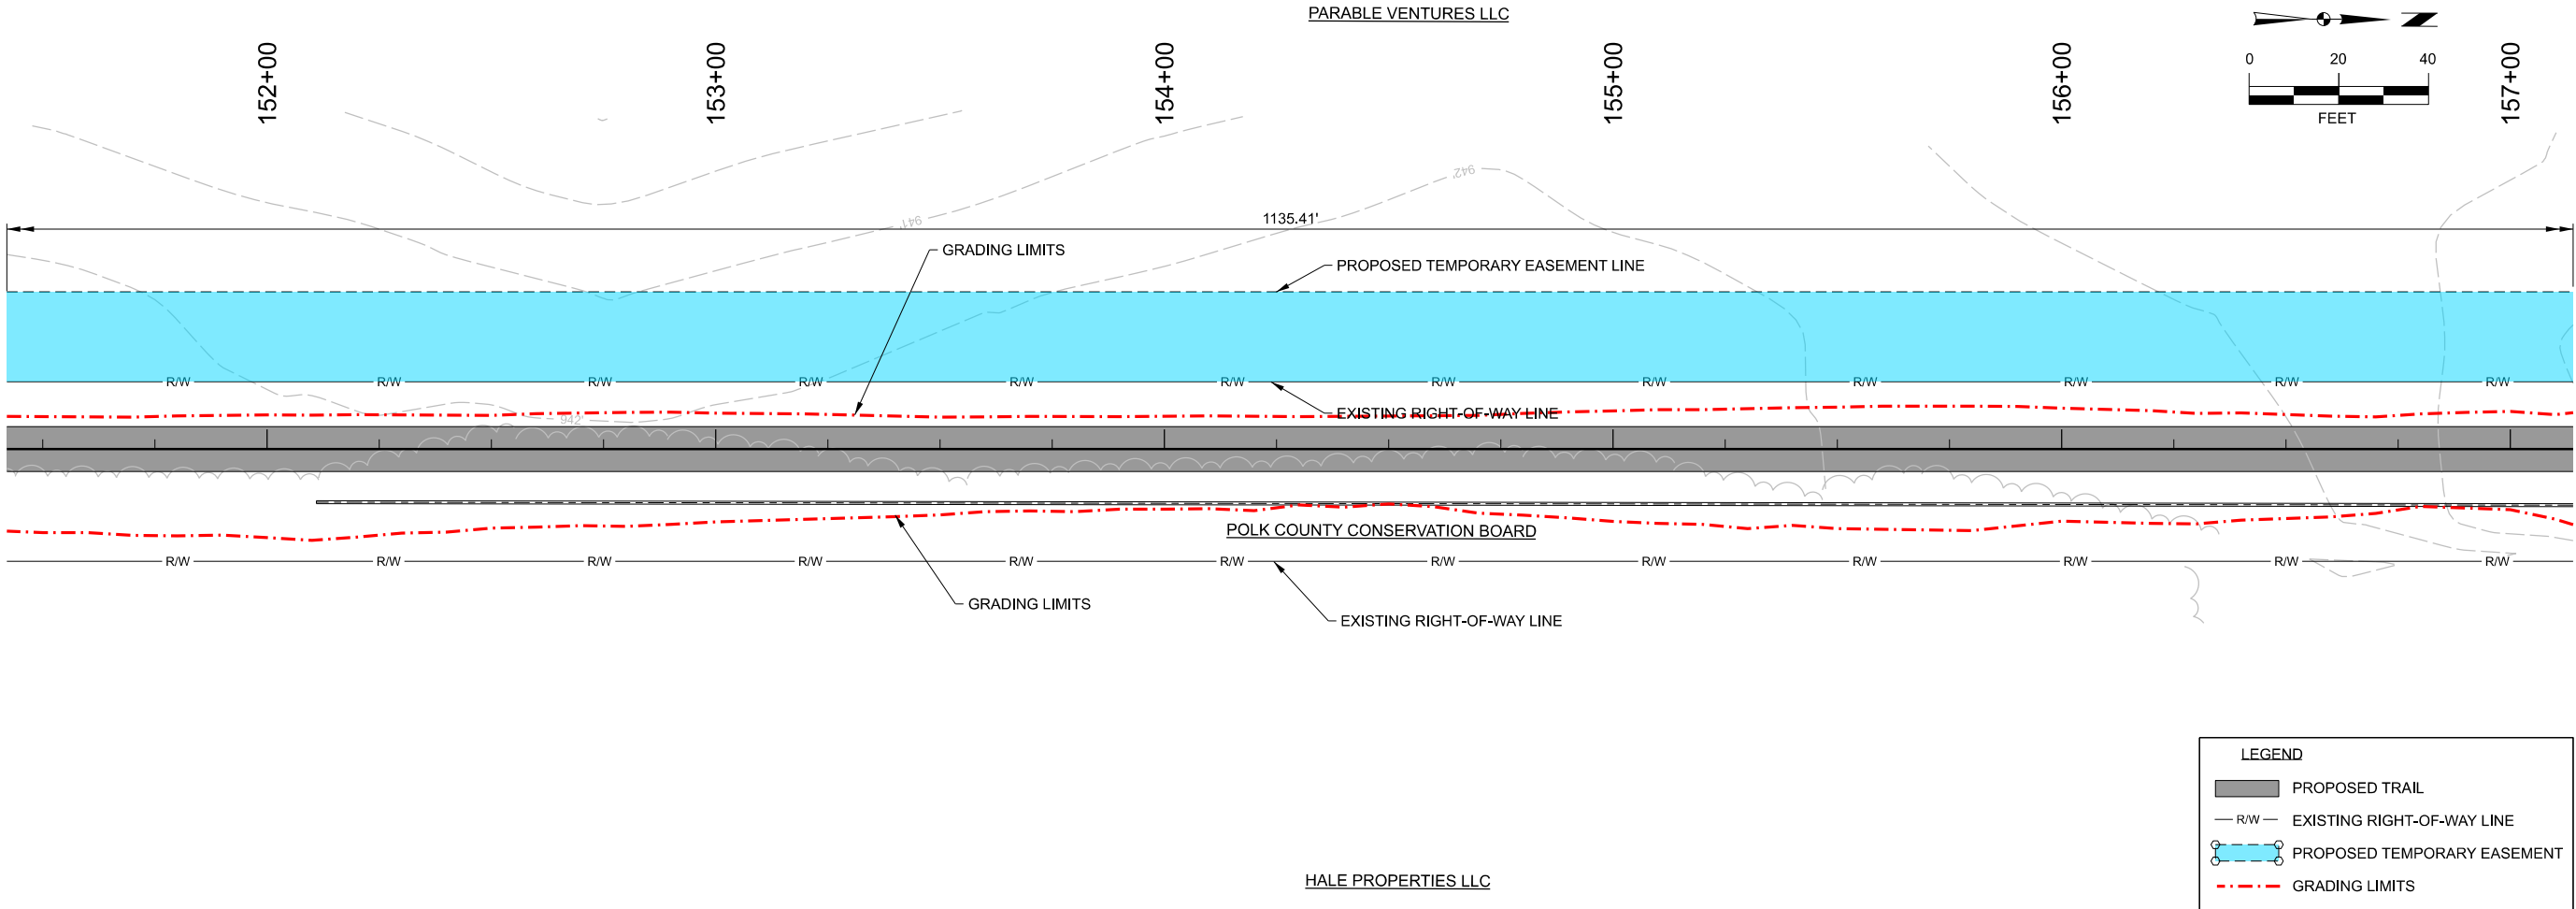 PARABLE VENTURES LLC
152+00
153+00
154+00
155+00
156+00
157+00
N
0 20 40
FEET
942'
941'
1135.41'
GRADING LIMITS
PROPOSED TEMPORARY EASEMENT LINE
R/W R/W R/W R/W R/W R/W R/W R/W R/W R/W R/W R/W
EXISTING RIGHT-OF-WAY LINE
942'
POLK COUNTY CONSERVATION BOARD
R/W R/W R/W R/W R/W R/W R/W R/W R/W R/W R/W R/W
GRADING LIMITS
EXISTING RIGHT-OF-WAY LINE
LEGEND
PROPOSED TRAIL
R/W EXISTING RIGHT-OF-WAY LINE
PROPOSED TEMPORARY EASEMENT
GRADING LIMITS
HALE PROPERTIES LLC